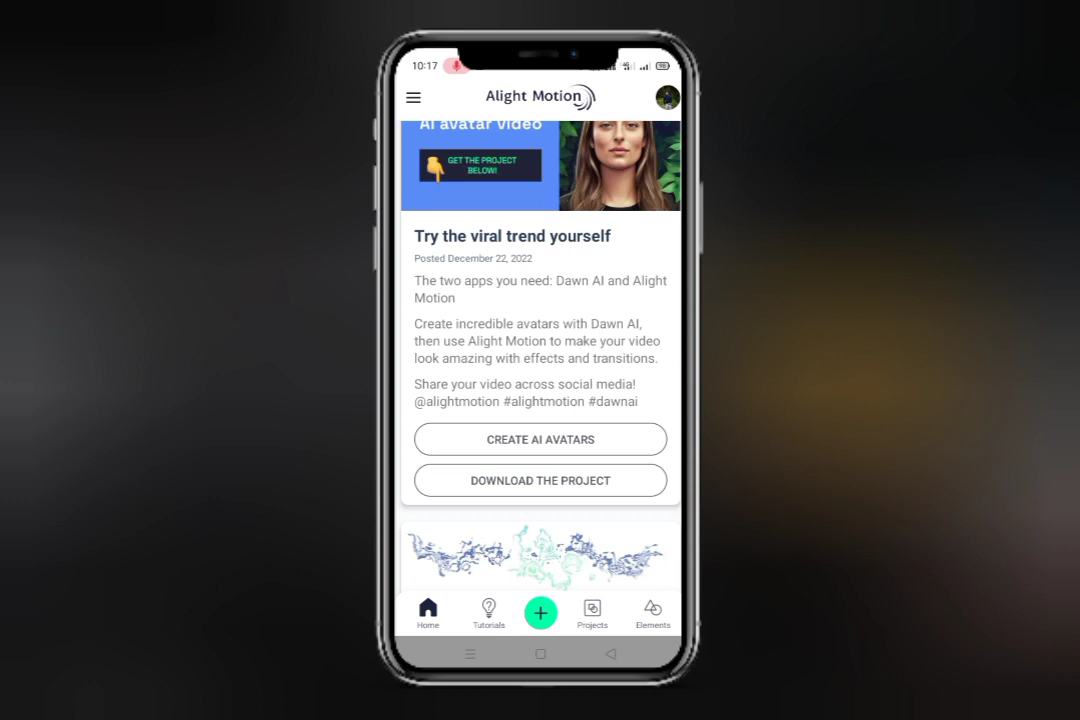 10:17
4G
98
Alight Motion
AI avatar video
GET THE PROJECT
BELOW!
Try the viral trend yourself
Posted December 22, 2022
The two apps you need: Dawn AI and Alight
Motion
Create incredible avatars with Dawn AI,
then use Alight Motion to make your video
look amazing with effects and transitions.
Share your video across social media!
@alightmotion #alightmotion #dawnai
CREATE AI AVATARS
DOWNLOAD THE PROJECT
Home
Tutorials
Projects
Elements